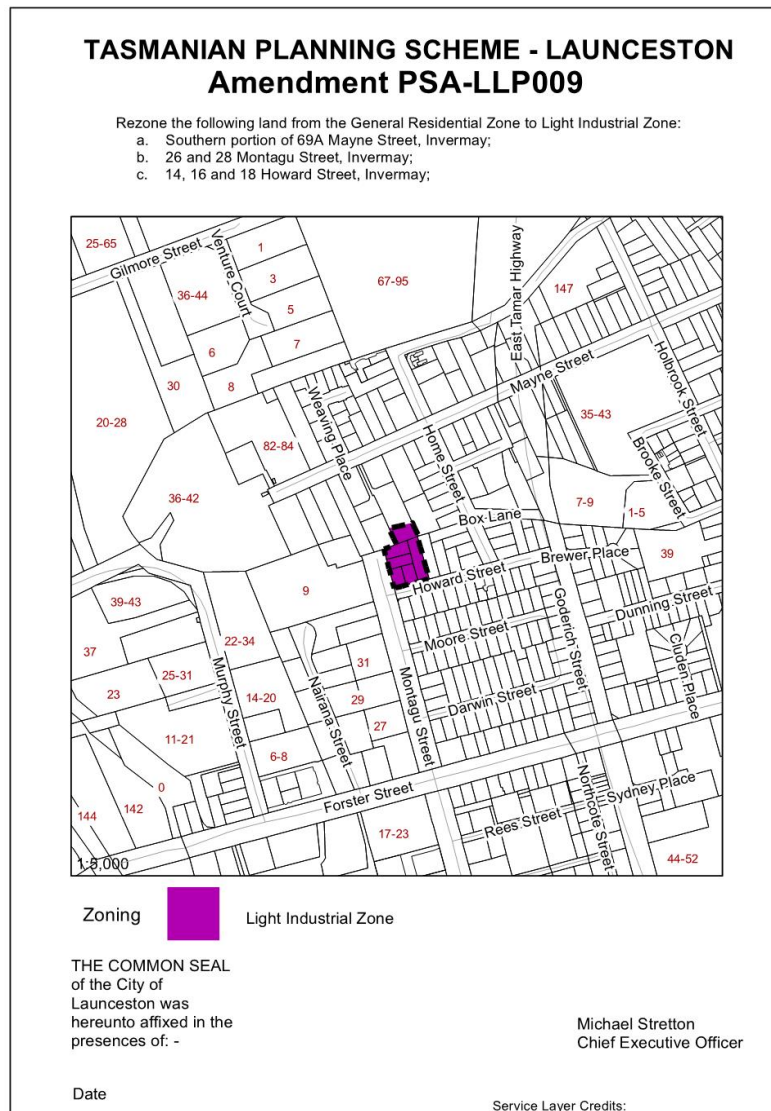 TASMANIAN PLANNING SCHEME - LAUNCESTON
Amendment PSA-LLP009
Rezone the following land from the General Residential Zone to Light Industrial Zone:
a. Southern portion of 69A Mayne Street, Invermay;
b. 26 and 28 Montagu Street, Invermay;
c. 14, 16 and 18 Howard Street, Invermay;
25-65
Gilmore Street
Venture Court
1
3
5
7
36-44
6
8
30
20-28
67-95
East Tamar Highway
147
Mayne Street
Holbrook Street
35-43
Brooke Street
Weaving Place
Home Street
82-84
36-42
Box Lane
7-9
1-5
Brewer Place
39
Howard Street
9
39-43
37
23
25-31
22-34
Murphy Street
14-20
11-21
6-8
Nairana Street
31
29
27
Montagu Street
Moore Street
Darwin Street
Goderich Street
Dunning Street
Cluden Place
0
142
144
Forster Street
17-23
Rees Street
Northcote Street
Sydney Place
44-52
1:5,000
Zoning
Light Industrial Zone
THE COMMON SEAL
of the City of
Launceston was
hereunto affixed in the
presences of: -
Michael Stretton
Chief Executive Officer
Date
Service Layer Credits: